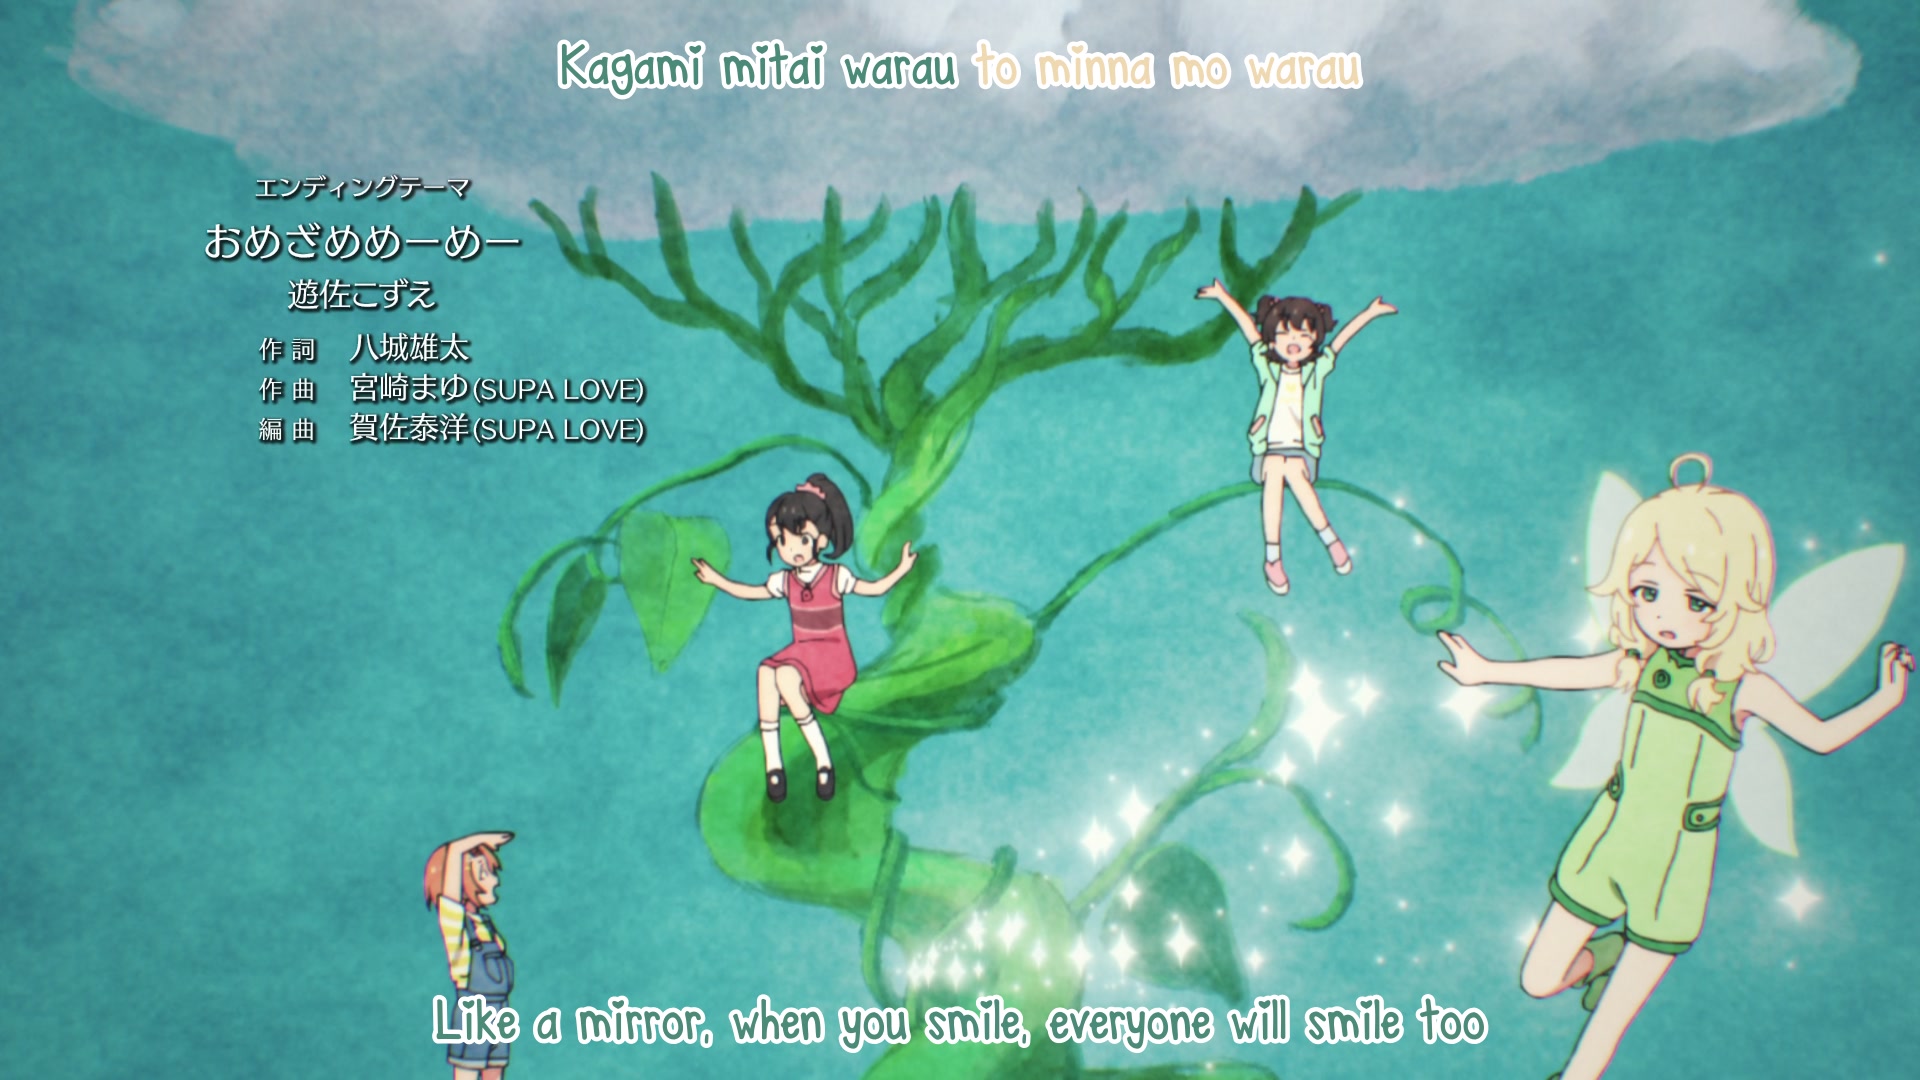 Kagami mitai warau to minna mo warau
エンディングテーマ
おめざめめーめー
遊佐こずえ
作 詞 八城雄太
作 曲 宮崎まゆ(SUPA LOVE)
編 曲 賀佐泰洋(SUPA LOVE)
Like a mirror, when you smile, everyone will smile too